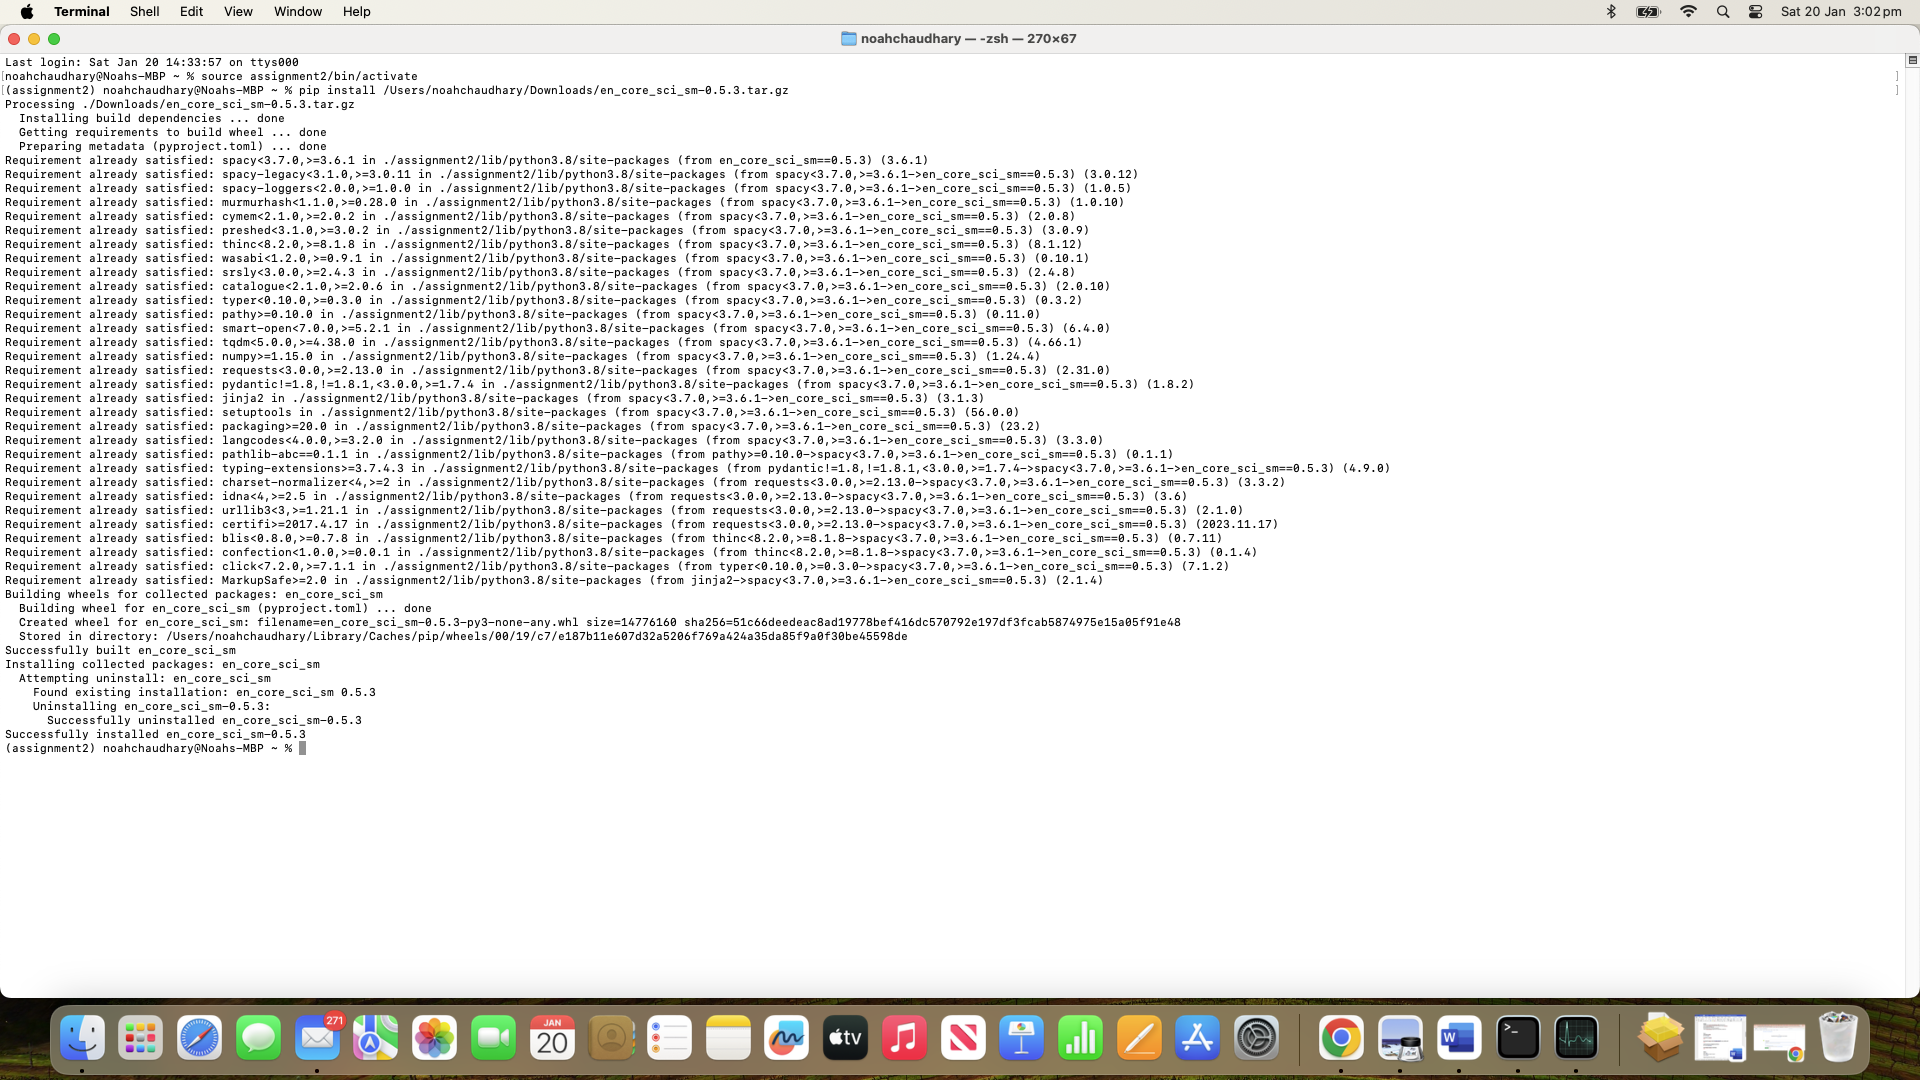 Terminal Shell Edit View Window Help Sat 20 Jan 3:02 pm
noahchaudhary — -zsh — 270×67
Last login: Sat Jan 20 14:33:57 on ttys000
[noahchaudhary@Noahs-MBP ~ % source assignment2/bin/activate ]
[(assignment2) noahchaudhary@Noahs-MBP ~ % pip install /Users/noahchaudhary/Downloads/en_core_sci_sm-0.5.3.tar.gz ]
Processing ./Downloads/en_core_sci_sm-0.5.3.tar.gz
Installing build dependencies ... done
Getting requirements to build wheel ... done
Preparing metadata (pyproject.toml) ... done
Requirement already satisfied: spacy<3.7.0,>=3.6.1 in ./assignment2/lib/python3.8/site-packages (from en_core_sci_sm==0.5.3) (3.6.1)
Requirement already satisfied: spacy-legacy<3.1.0,>=3.0.11 in ./assignment2/lib/python3.8/site-packages (from spacy<3.7.0,>=3.6.1->en_core_sci_sm==0.5.3) (3.0.12)
Requirement already satisfied: spacy-loggers<2.0.0,>=1.0.0 in ./assignment2/lib/python3.8/site-packages (from spacy<3.7.0,>=3.6.1->en_core_sci_sm==0.5.3) (1.0.5)
Requirement already satisfied: murmurhash<1.1.0,>=0.28.0 in ./assignment2/lib/python3.8/site-packages (from spacy<3.7.0,>=3.6.1->en_core_sci_sm==0.5.3) (1.0.10)
Requirement already satisfied: cymem<2.1.0,>=2.0.2 in ./assignment2/lib/python3.8/site-packages (from spacy<3.7.0,>=3.6.1->en_core_sci_sm==0.5.3) (2.0.8)
Requirement already satisfied: preshed<3.1.0,>=3.0.2 in ./assignment2/lib/python3.8/site-packages (from spacy<3.7.0,>=3.6.1->en_core_sci_sm==0.5.3) (3.0.9)
Requirement already satisfied: thinc<8.2.0,>=8.1.8 in ./assignment2/lib/python3.8/site-packages (from spacy<3.7.0,>=3.6.1->en_core_sci_sm==0.5.3) (8.1.12)
Requirement already satisfied: wasabi<1.2.0,>=0.9.1 in ./assignment2/lib/python3.8/site-packages (from spacy<3.7.0,>=3.6.1->en_core_sci_sm==0.5.3) (0.10.1)
Requirement already satisfied: srsly<3.0.0,>=2.4.3 in ./assignment2/lib/python3.8/site-packages (from spacy<3.7.0,>=3.6.1->en_core_sci_sm==0.5.3) (2.4.8)
Requirement already satisfied: catalogue<2.1.0,>=2.0.6 in ./assignment2/lib/python3.8/site-packages (from spacy<3.7.0,>=3.6.1->en_core_sci_sm==0.5.3) (2.0.10)
Requirement already satisfied: typer<0.10.0,>=0.3.0 in ./assignment2/lib/python3.8/site-packages (from spacy<3.7.0,>=3.6.1->en_core_sci_sm==0.5.3) (0.3.2)
Requirement already satisfied: pathy>=0.10.0 in ./assignment2/lib/python3.8/site-packages (from spacy<3.7.0,>=3.6.1->en_core_sci_sm==0.5.3) (0.11.0)
Requirement already satisfied: smart-open<7.0.0,>=5.2.1 in ./assignment2/lib/python3.8/site-packages (from spacy<3.7.0,>=3.6.1->en_core_sci_sm==0.5.3) (6.4.0)
Requirement already satisfied: tqdm<5.0.0,>=4.38.0 in ./assignment2/lib/python3.8/site-packages (from spacy<3.7.0,>=3.6.1->en_core_sci_sm==0.5.3) (4.66.1)
Requirement already satisfied: numpy>=1.15.0 in ./assignment2/lib/python3.8/site-packages (from spacy<3.7.0,>=3.6.1->en_core_sci_sm==0.5.3) (1.24.4)
Requirement already satisfied: requests<3.0.0,>=2.13.0 in ./assignment2/lib/python3.8/site-packages (from spacy<3.7.0,>=3.6.1->en_core_sci_sm==0.5.3) (2.31.0)
Requirement already satisfied: pydantic!=1.8,!=1.8.1,<3.0.0,>=1.7.4 in ./assignment2/lib/python3.8/site-packages (from spacy<3.7.0,>=3.6.1->en_core_sci_sm==0.5.3) (1.8.2)
Requirement already satisfied: jinja2 in ./assignment2/lib/python3.8/site-packages (from spacy<3.7.0,>=3.6.1->en_core_sci_sm==0.5.3) (3.1.3)
Requirement already satisfied: setuptools in ./assignment2/lib/python3.8/site-packages (from spacy<3.7.0,>=3.6.1->en_core_sci_sm==0.5.3) (56.0.0)
Requirement already satisfied: packaging>=20.0 in ./assignment2/lib/python3.8/site-packages (from spacy<3.7.0,>=3.6.1->en_core_sci_sm==0.5.3) (23.2)
Requirement already satisfied: langcodes<4.0.0,>=3.2.0 in ./assignment2/lib/python3.8/site-packages (from spacy<3.7.0,>=3.6.1->en_core_sci_sm==0.5.3) (3.3.0)
Requirement already satisfied: pathlib-abc==0.1.1 in ./assignment2/lib/python3.8/site-packages (from pathy>=0.10.0->spacy<3.7.0,>=3.6.1->en_core_sci_sm==0.5.3) (0.1.1)
Requirement already satisfied: typing-extensions>=3.7.4.3 in ./assignment2/lib/python3.8/site-packages (from pydantic!=1.8,!=1.8.1,<3.0.0,>=1.7.4->spacy<3.7.0,>=3.6.1->en_core_sci_sm==0.5.3) (4.9.0)
Requirement already satisfied: charset-normalizer<4,>=2 in ./assignment2/lib/python3.8/site-packages (from requests<3.0.0,>=2.13.0->spacy<3.7.0,>=3.6.1->en_core_sci_sm==0.5.3) (3.3.2)
Requirement already satisfied: idna<4,>=2.5 in ./assignment2/lib/python3.8/site-packages (from requests<3.0.0,>=2.13.0->spacy<3.7.0,>=3.6.1->en_core_sci_sm==0.5.3) (3.6)
Requirement already satisfied: urllib3<3,>=1.21.1 in ./assignment2/lib/python3.8/site-packages (from requests<3.0.0,>=2.13.0->spacy<3.7.0,>=3.6.1->en_core_sci_sm==0.5.3) (2.1.0)
Requirement already satisfied: certifi>=2017.4.17 in ./assignment2/lib/python3.8/site-packages (from requests<3.0.0,>=2.13.0->spacy<3.7.0,>=3.6.1->en_core_sci_sm==0.5.3) (2023.11.17)
Requirement already satisfied: blis<0.8.0,>=0.7.8 in ./assignment2/lib/python3.8/site-packages (from thinc<8.2.0,>=8.1.8->spacy<3.7.0,>=3.6.1->en_core_sci_sm==0.5.3) (0.7.11)
Requirement already satisfied: confection<1.0.0,>=0.0.1 in ./assignment2/lib/python3.8/site-packages (from thinc<8.2.0,>=8.1.8->spacy<3.7.0,>=3.6.1->en_core_sci_sm==0.5.3) (0.1.4)
Requirement already satisfied: click<7.2.0,>=7.1.1 in ./assignment2/lib/python3.8/site-packages (from typer<0.10.0,>=0.3.0->spacy<3.7.0,>=3.6.1->en_core_sci_sm==0.5.3) (7.1.2)
Requirement already satisfied: MarkupSafe>=2.0 in ./assignment2/lib/python3.8/site-packages (from jinja2->spacy<3.7.0,>=3.6.1->en_core_sci_sm==0.5.3) (2.1.4)
Building wheels for collected packages: en_core_sci_sm
Building wheel for en_core_sci_sm (pyproject.toml) ... done
Created wheel for en_core_sci_sm: filename=en_core_sci_sm-0.5.3-py3-none-any.whl size=14776160 sha256=51c66deedeac8ad19778bef416dc570792e197df3fcab5874975e15a05f91e48
Stored in directory: /Users/noahchaudhary/Library/Caches/pip/wheels/00/19/c7/e187b11e607d32a5206f769a424a35da85f9a0f30be45598de
Successfully built en_core_sci_sm
Installing collected packages: en_core_sci_sm
Attempting uninstall: en_core_sci_sm
Found existing installation: en_core_sci_sm 0.5.3
Uninstalling en_core_sci_sm-0.5.3:
Successfully uninstalled en_core_sci_sm-0.5.3
Successfully installed en_core_sci_sm-0.5.3
(assignment2) noahchaudhary@Noahs-MBP ~ %
271
JAN
20
tv
W
>_